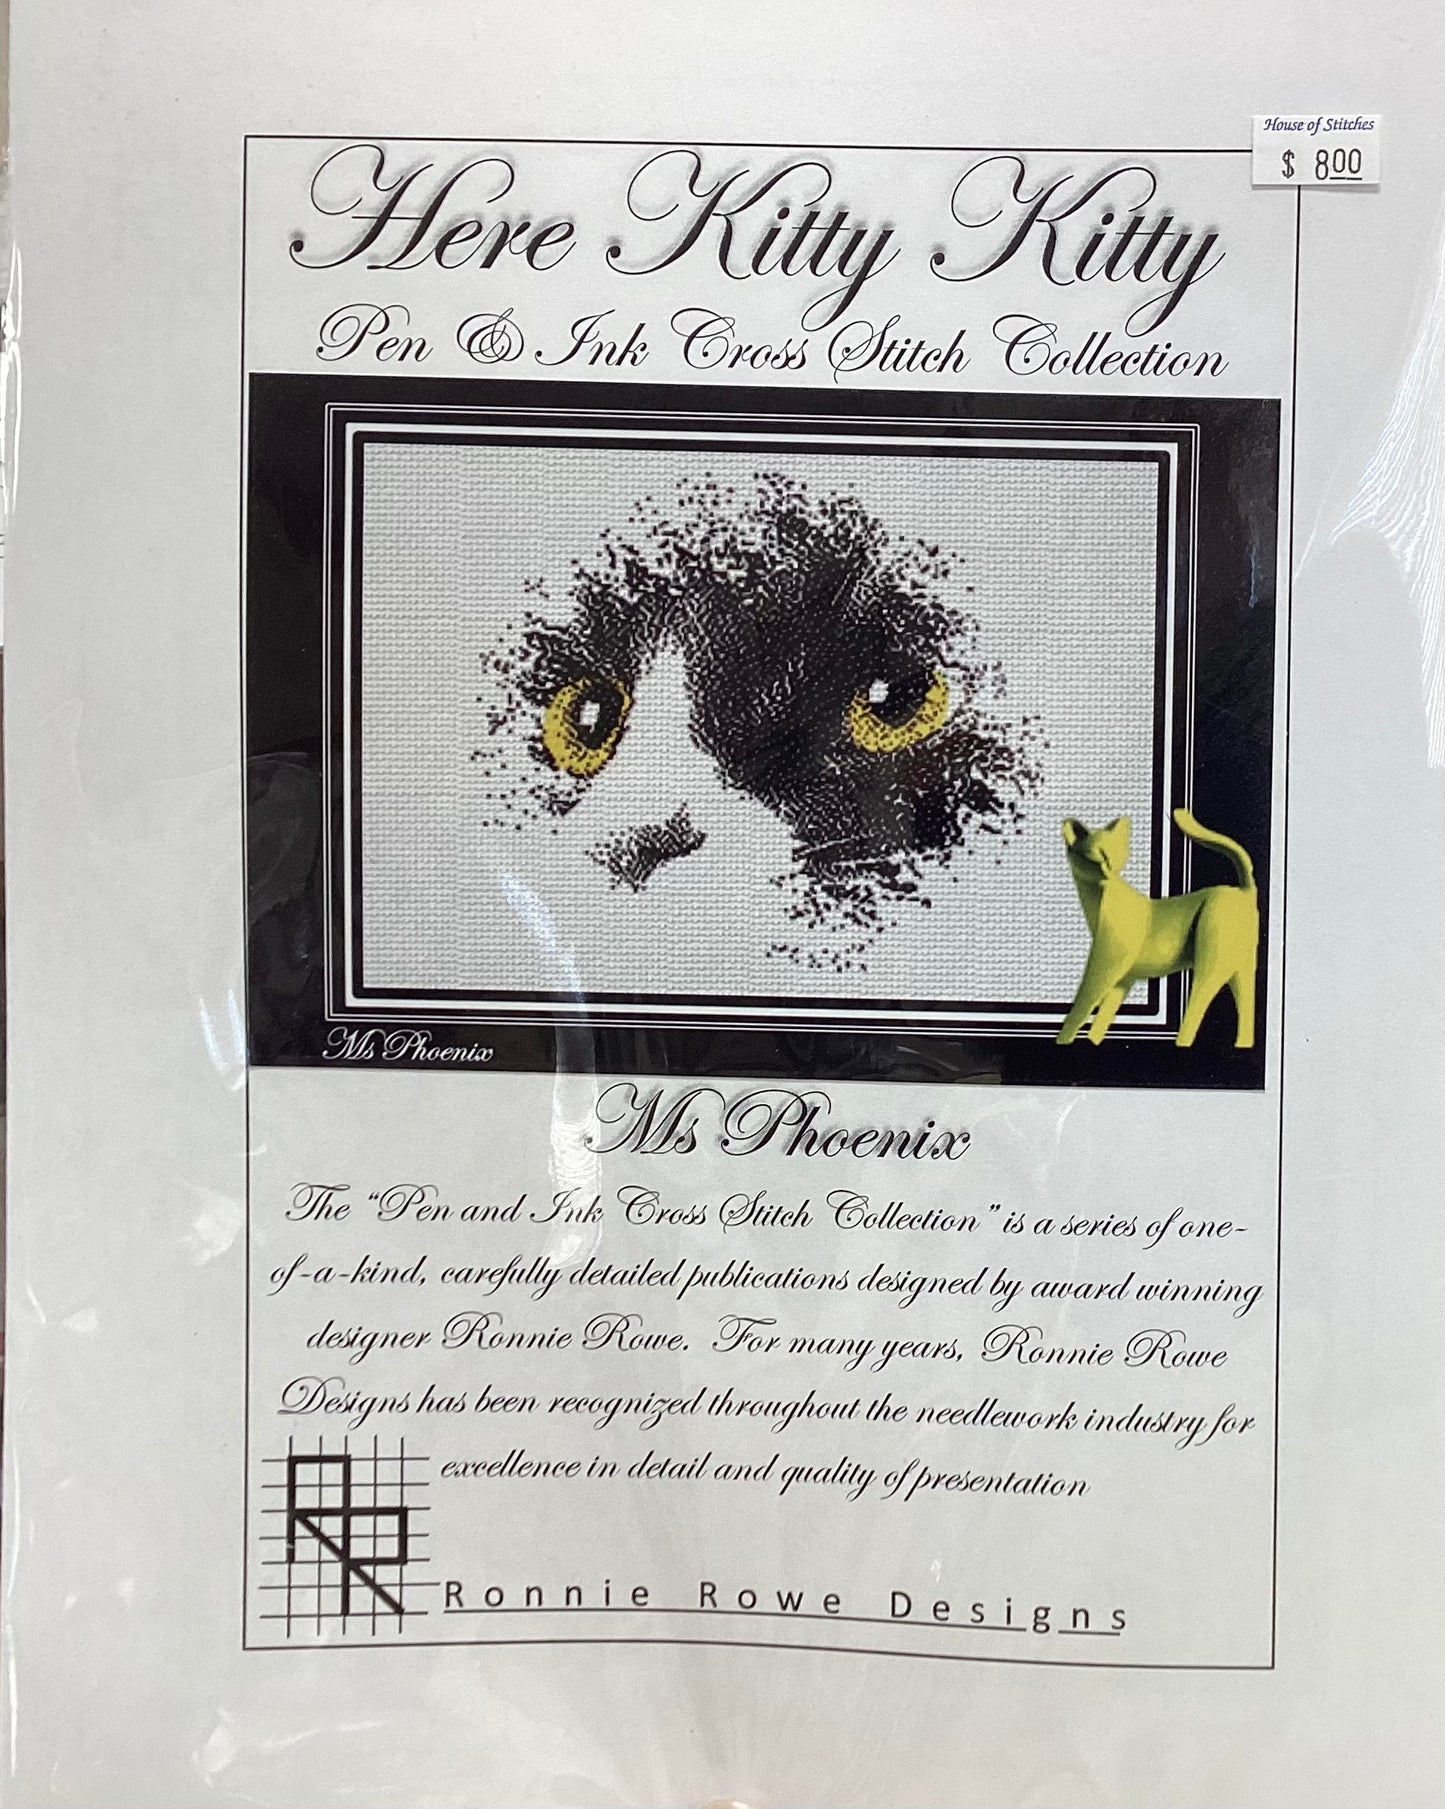 House of Stitches
$ 8.00
Here Kitty Kitty
Pen & Ink Cross Stitch Collection
Ms Phoenix
Ms Phoenix
The “Pen and Ink Cross Stitch Collection” is a series of one-
of-a-kind, carefully detailed publications designed by award winning
designer Ronnie Rowe. For many years, Ronnie Rowe
Designs has been recognized throughout the needlework industry for
excellence in detail and quality of presentation
RR
Ronnie Rowe Designs